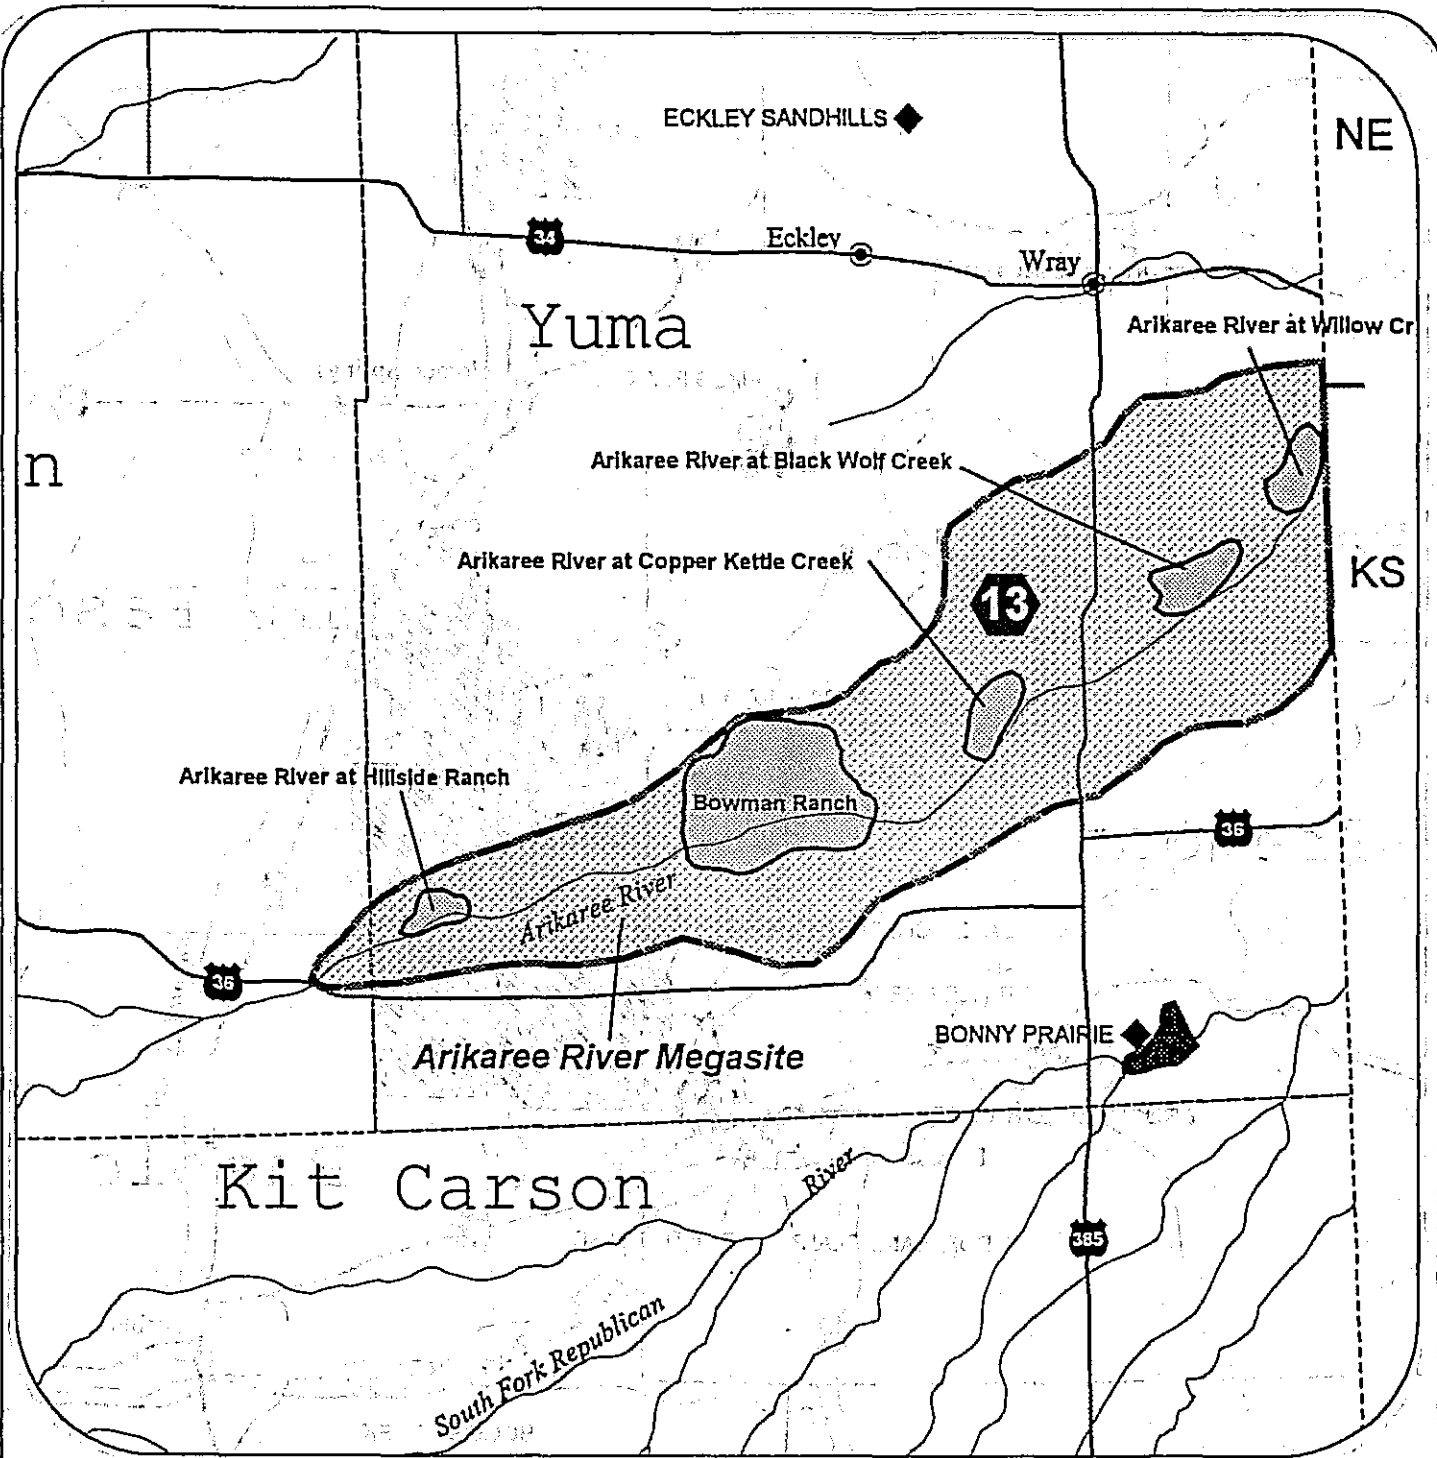 ECKLEY SANDHILLS
NE
34
Eckley
Wray
Yuma
Arikaree River at Willow Cr
n
Arikaree River at Black Wolf Creek
Arikaree River at Copper Kettle Creek
KS
13
Arikaree River at Hillside Ranch
Bowman Ranch
36
Arikaree River
36
BONNY PRAIRIE
Arikaree River Megasite
Kit Carson
River
385
South Fork Republican